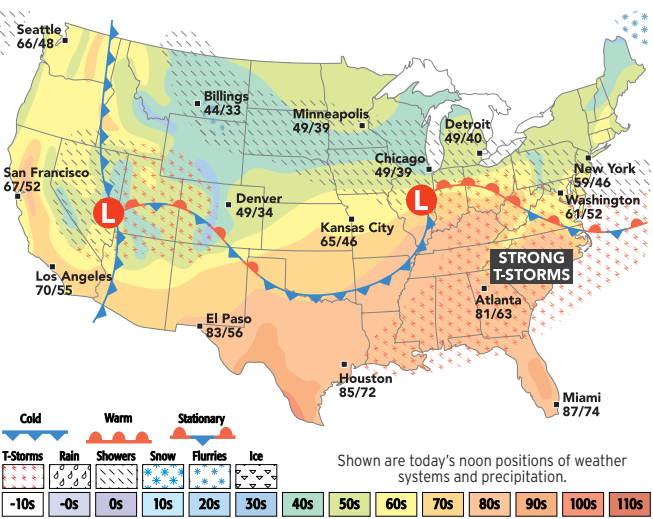 Seattle
66/48
Billings
44/33
Minneapolis
49/39
Detroit
49/40
Chicago
49/39
New York
59/46
San Francisco
67/52
L
L
Denver
49/34
Washington
61/52
Kansas City
65/46
STRONG
T-STORMS
Los Angeles
70/55
Atlanta
81/63
El Paso
83/56
Houston
85/72
Miami
87/74
Cold
Warm
Stationary
T-Storms
Rain
Showers
Snow
Flurries
Ice
Shown are today's noon positions of weather
systems and precipitation.
-10s
-0s
0s
10s
20s
30s
40s
50s
60s
70s
80s
90s
100s
110s